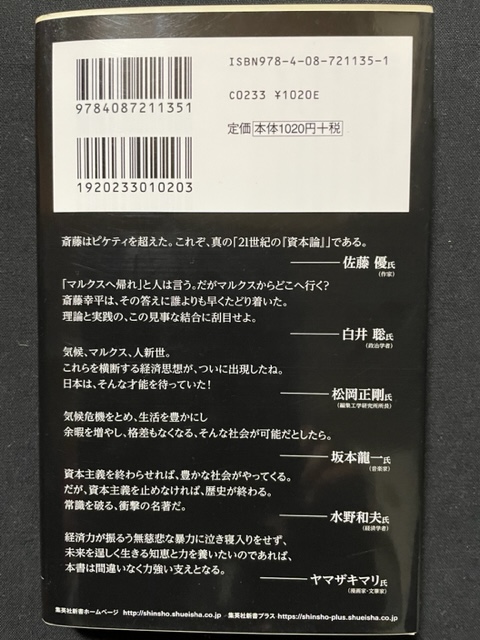 ISBN978-4-08-721135-1
9784087211351
C0233 ¥1020E
定価 本体1020円+税
1920233010203
斎藤はピケティを超えた。これぞ、真の「21世紀の『資本論』」である。
佐藤 優氏
(作家)
「マルクスへ帰れ」と人は言う。だがマルクスからどこへ行く?
斎藤幸平は、その答えに誰よりも早くたどり着いた。
理論と実践の、この見事な結合に刮目せよ。
白井 聡氏
(政治学者)
気候、マルクス、人新世。
これらを横断する経済思想が、ついに出現したね。
日本は、そんな才能を待っていた!
松岡正剛氏
(編集工学研究所所長)
気候危機をとめ、生活を豊かにし
余暇を増やし、格差もなくなる、そんな社会が可能だとしたら。
坂本龍一氏
(音楽家)
資本主義を終わらせれば、豊かな社会がやってくる。
だが、資本主義を止めなければ、歴史が終わる。
常識を破る、衝撃の名著だ。
水野和夫氏
(経済学者)
経済力が振るう無慈悲な暴力に泣き寝入りをせず、
未来を逞しく生きる知恵と力を養いたいのであれば、
本書は間違いなく力強い支えとなる。
ヤマザキマリ氏
(漫画家・文筆家)
集英社新書ホームページ http://shinsho.shueisha.co.jp/ 集英社新書プラス https://shinsho-plus.shueisha.co.jp/